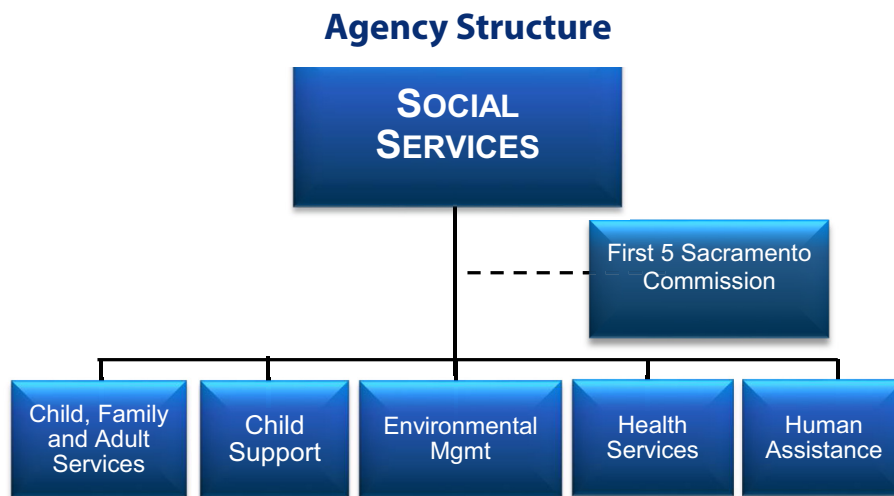 Agency Structure
SOCIAL
SERVICES
First 5 Sacramento
Commission
Child, Family
and Adult
Services
Child
Support
Environmental
Mgmt
Health
Services
Human
Assistance